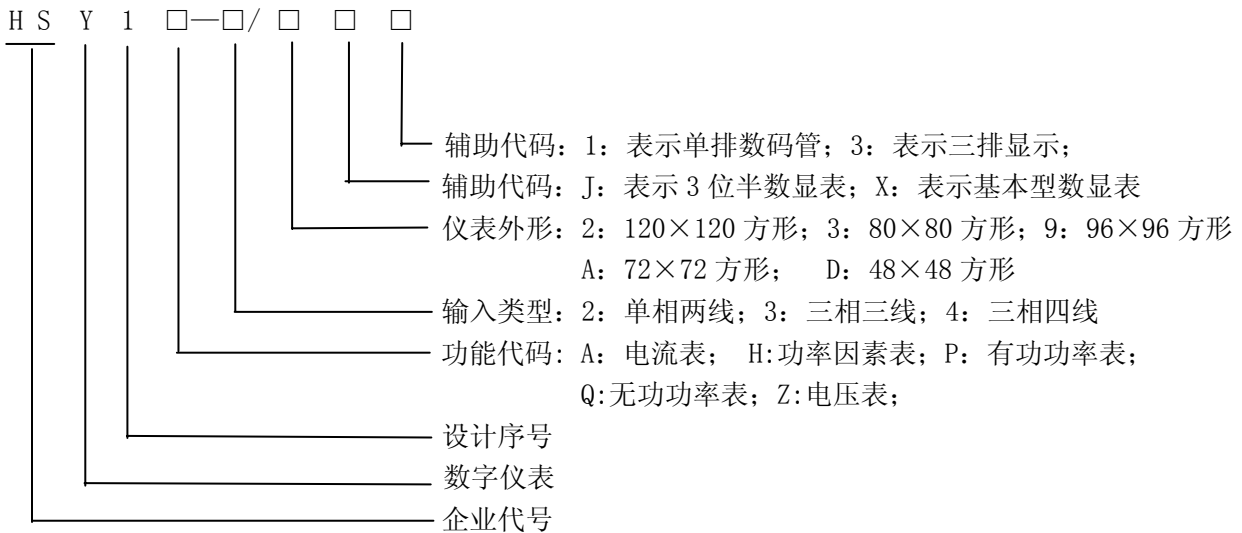 HS Y 1 □—□/ □ □ □
辅助代码：1：表示单排数码管；3：表示三排显示；
辅助代码：J：表示3位半数显表；X：表示基本型数显表
仪表外形：2：120×120方形；3：80×80方形；9：96×96方形
A：72×72方形； D：48×48方形
输入类型：2：单相两线；3：三相三线；4：三相四线
功能代码: A：电流表； H:功率因素表；P：有功功率表；
Q:无功功率表；Z:电压表；
设计序号
数字仪表
企业代号